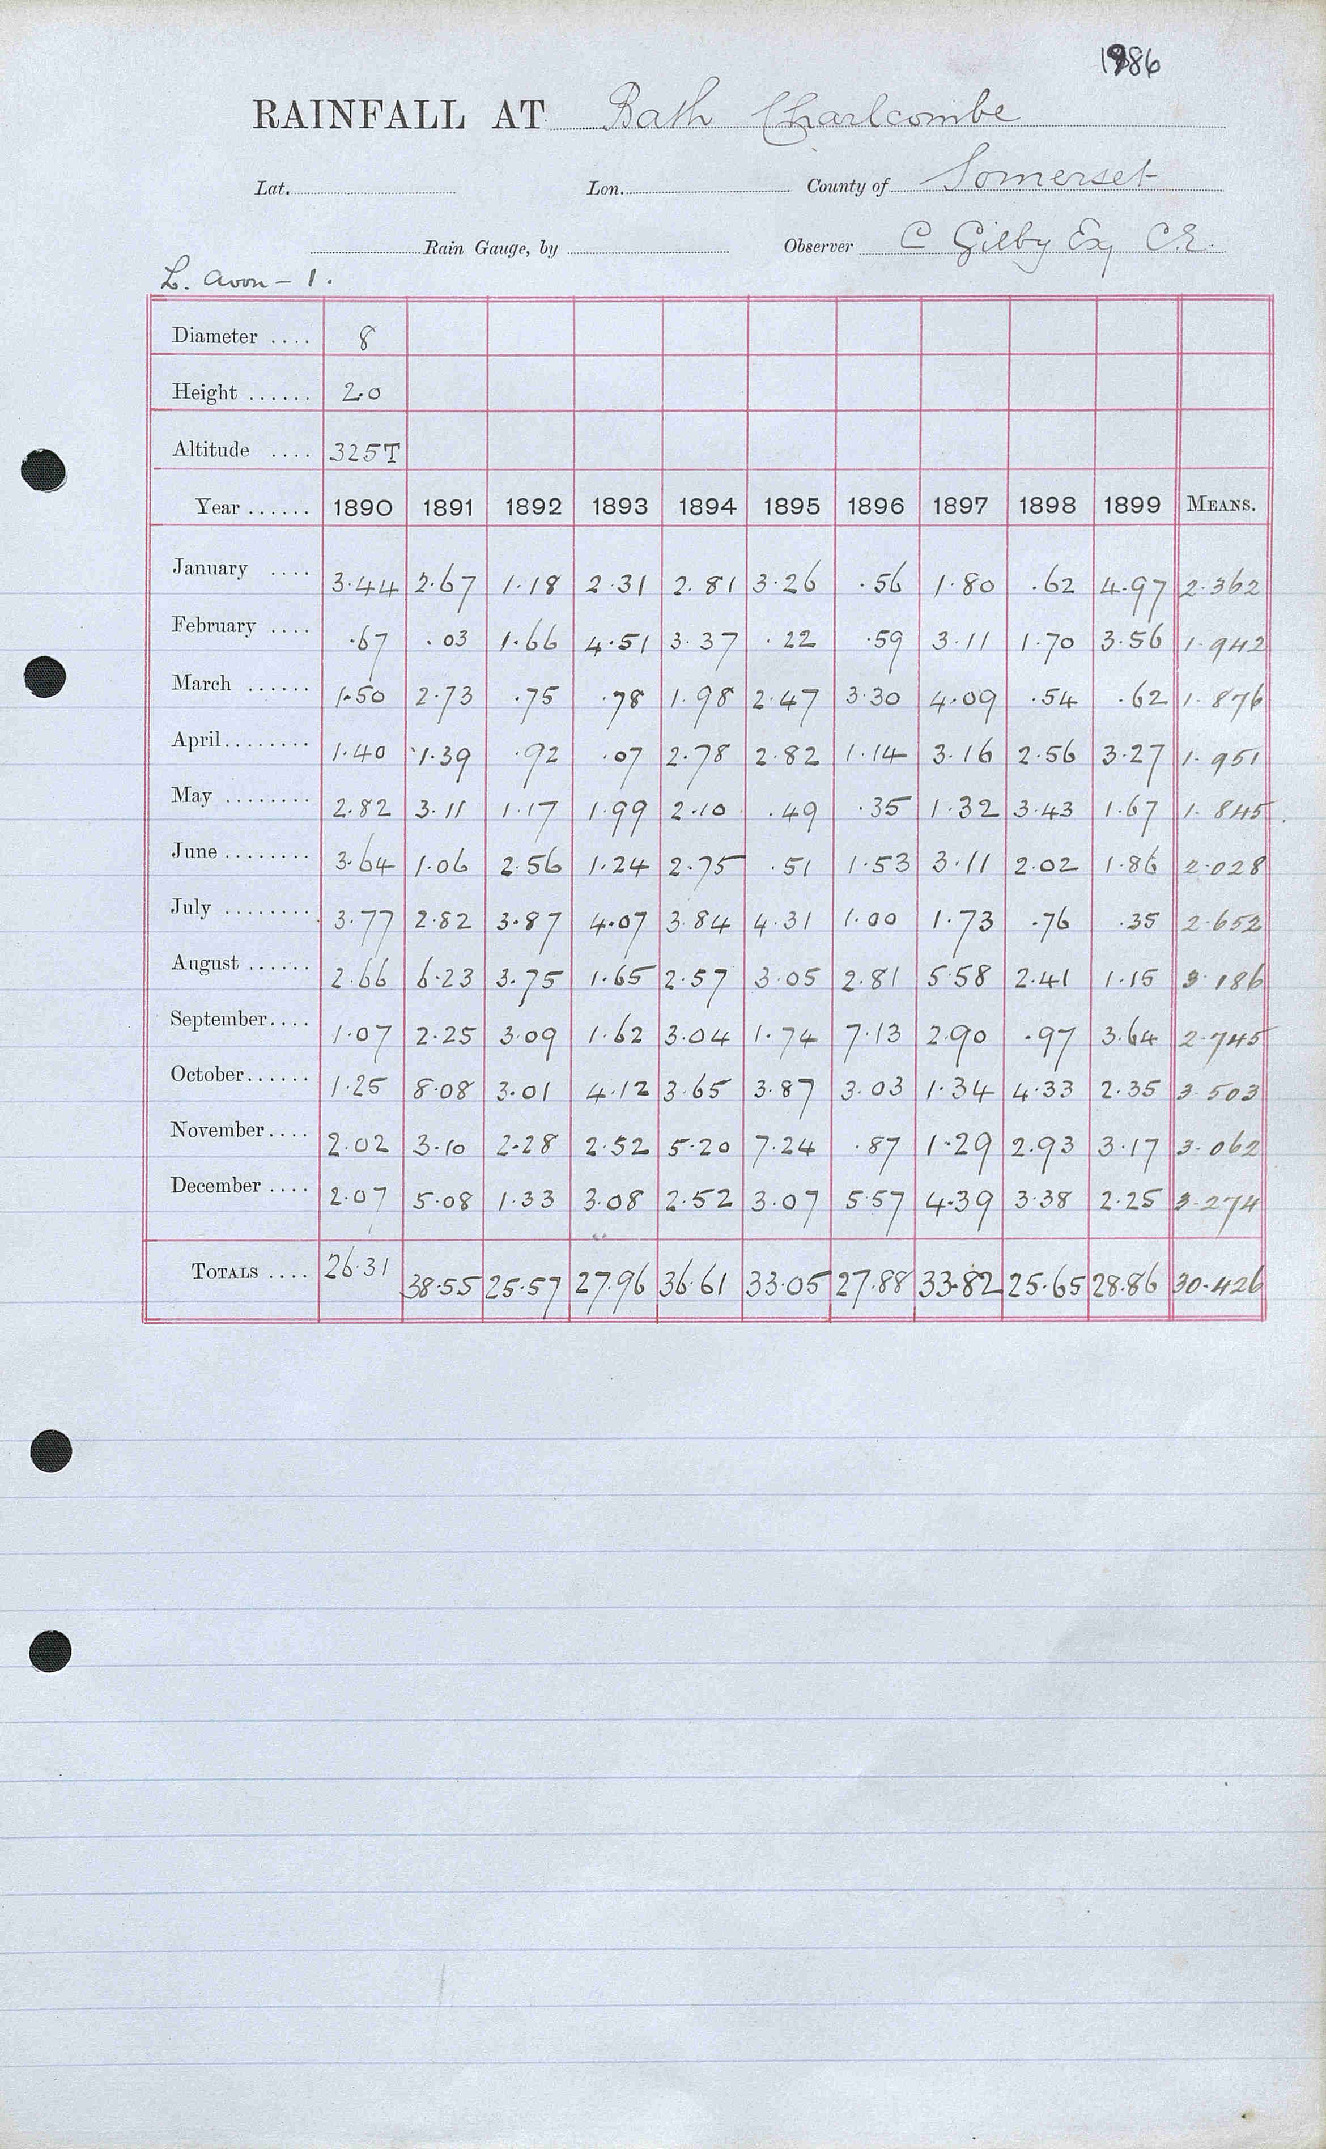 1986
RAINFALL AT Bath Charlcombe
Lat. Lon. County of Somerset
Rain Gauge, by Observer C Gilby Esq C.E.
L. Avon - 1.
Diameter .... 8
Height ...... 2.0
Altitude .... 325T
Year ...... 1890 1891 1892 1893 1894 1895 1896 1897 1898 1899 MEANS.
January .... 3.44 2.67 1.18 2.31 2.81 3.26 .56 1.80 .62 4.97 2.362
February .... .67 .03 1.66 4.51 3.37 .22 .59 3.11 1.70 3.56 1.942
March ...... 1.50 2.73 .75 .78 1.98 2.47 3.30 4.09 .54 .62 1.876
April........ 1.40 1.39 .92 .07 2.78 2.82 1.14 3.16 2.56 3.27 1.951
May ........ 2.82 3.11 1.17 1.99 2.10 .49 .35 1.32 3.43 1.67 1.845
June ........ 3.64 1.06 2.56 1.24 2.75 .51 1.53 3.11 2.02 1.86 2.028
July ........ 3.77 2.82 3.87 4.07 3.84 4.31 1.00 1.73 .76 .35 2.652
August ...... 2.66 6.23 3.75 1.65 2.57 3.05 2.81 5.58 2.41 1.15 3.186
September.... 1.07 2.25 3.09 1.62 3.04 1.74 7.13 2.90 .97 3.64 2.745
October...... 1.25 8.08 3.01 4.12 3.65 3.87 3.03 1.34 4.33 2.35 3.503
November.... 2.02 3.10 2.28 2.52 5.20 7.24 .87 1.29 2.93 3.17 3.062
December .... 2.07 5.08 1.33 3.08 2.52 3.07 5.57 4.39 3.38 2.25 3.274
TOTALS .... 26.31 38.55 25.57 27.96 36.61 33.05 27.88 33.82 25.65 28.86 30.426